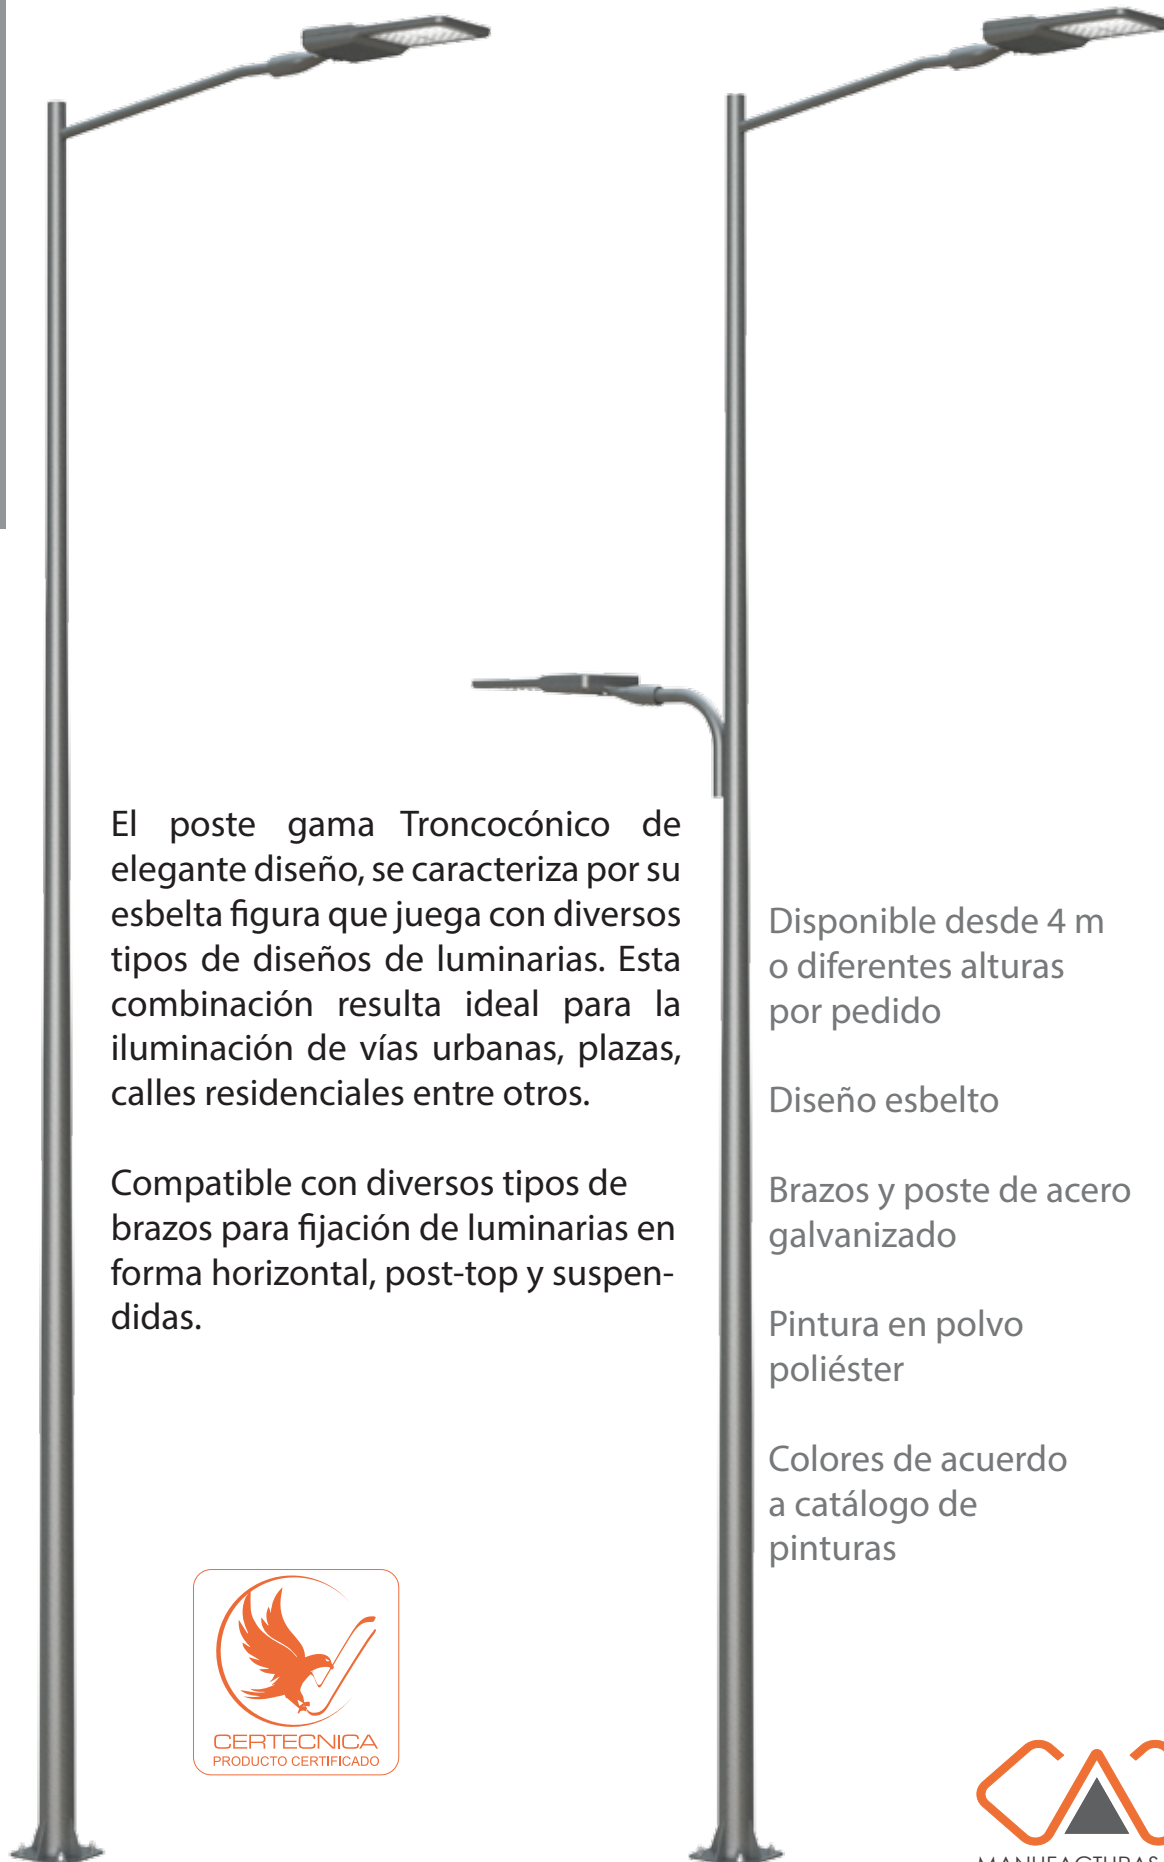 El poste gama Troncocónico de
elegante diseño, se caracteriza por su
esbelta figura que juega con diversos
tipos de diseños de luminarias. Esta
combinación resulta ideal para la
iluminación de vías urbanas, plazas,
calles residenciales entre otros.
Compatible con diversos tipos de
brazos para fijación de luminarias en
forma horizontal, post-top y suspen-
didas.
Disponible desde 4 m
o diferentes alturas
por pedido
Diseño esbelto
Brazos y poste de acero
galvanizado
Pintura en polvo
poliéster
Colores de acuerdo
a catálogo de
pinturas
CERTECNICA
PRODUCTO CERTIFICADO
MANUFACTURAS